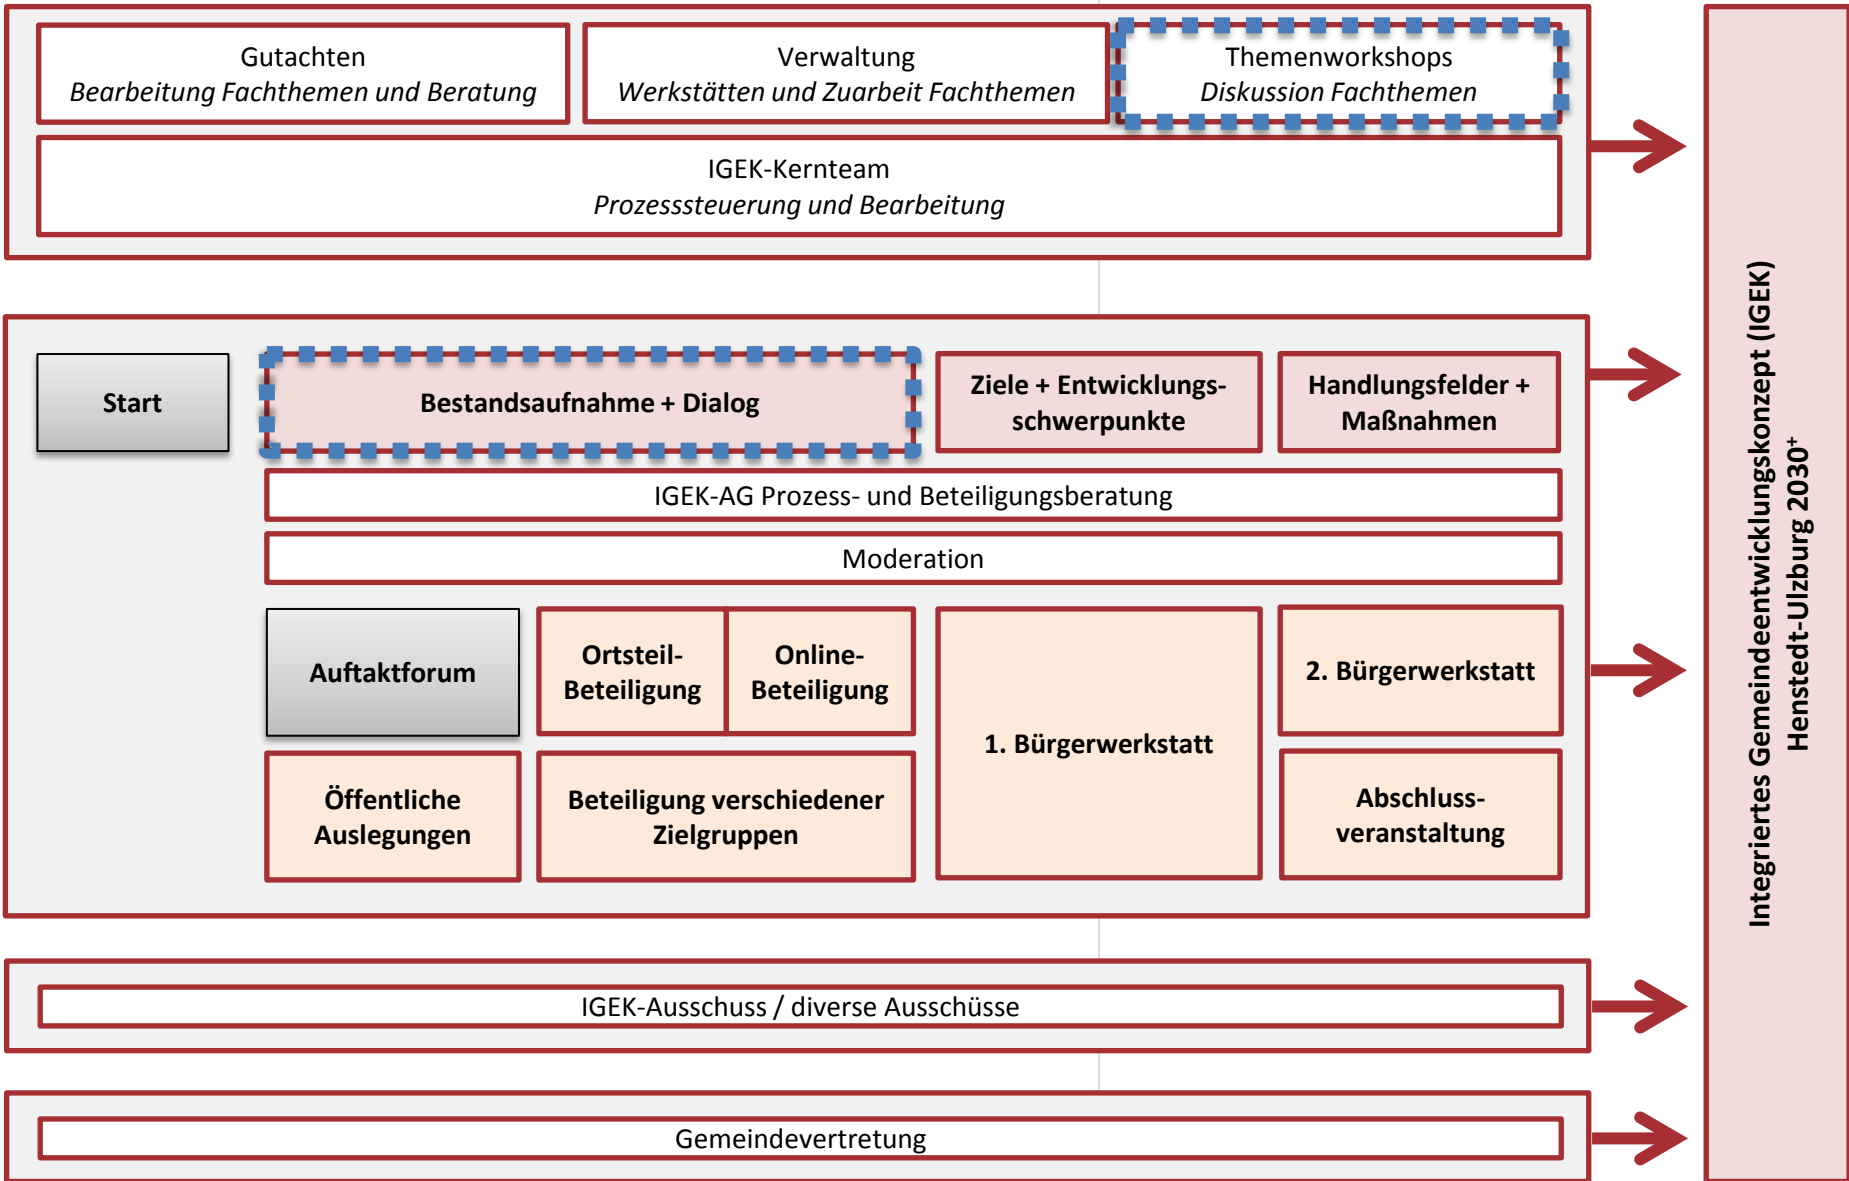 Gutachten
Bearbeitung Fachthemen und Beratung
Verwaltung
Werkstätten und Zuarbeit Fachthemen
Themenworkshops
Diskussion Fachthemen
IGEK-Kernteam
Prozesssteuerung und Bearbeitung
Start
Bestandsaufnahme + Dialog
Ziele + Entwicklungs-
schwerpunkte
Handlungsfelder +
Maßnahmen
IGEK-AG Prozess- und Beteiligungsberatung
Moderation
Auftaktforum
Ortsteil-
Beteiligung
Online-
Beteiligung
1. Bürgerwerkstatt
2. Bürgerwerkstatt
Öffentliche
Auslegungen
Beteiligung verschiedener
Zielgruppen
Abschluss-
veranstaltung
IGEK-Ausschuss / diverse Ausschüsse
Gemeindevertretung
Integriertes Gemeindeentwicklungskonzept (IGEK)
Henstedt-Ulzburg 2030⁺